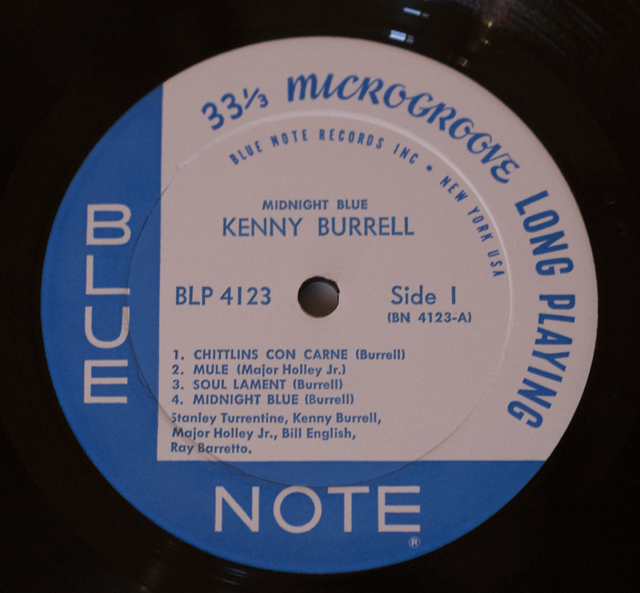 33⅓ MICROGROOVE LONG PLAYING
BLUE NOTE RECORDS INC • NEW YORK USA
MIDNIGHT BLUE
KENNY BURRELL
BLP 4123
Side 1
(BN 4123-A)
1. CHITTLINS CON CARNE (Burrell)
2. MULE (Major Holley Jr.)
3. SOUL LAMENT (Burrell)
4. MIDNIGHT BLUE (Burrell)
Stanley Turrentine, Kenny Burrell,
Major Holley Jr., Bill English,
Ray Barretto.
BLUE
NOTE
®